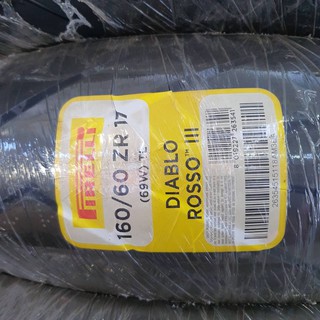 PIRELLI
160/60 ZR 17
(69W) TL
DIABLO
ROSSO™ III